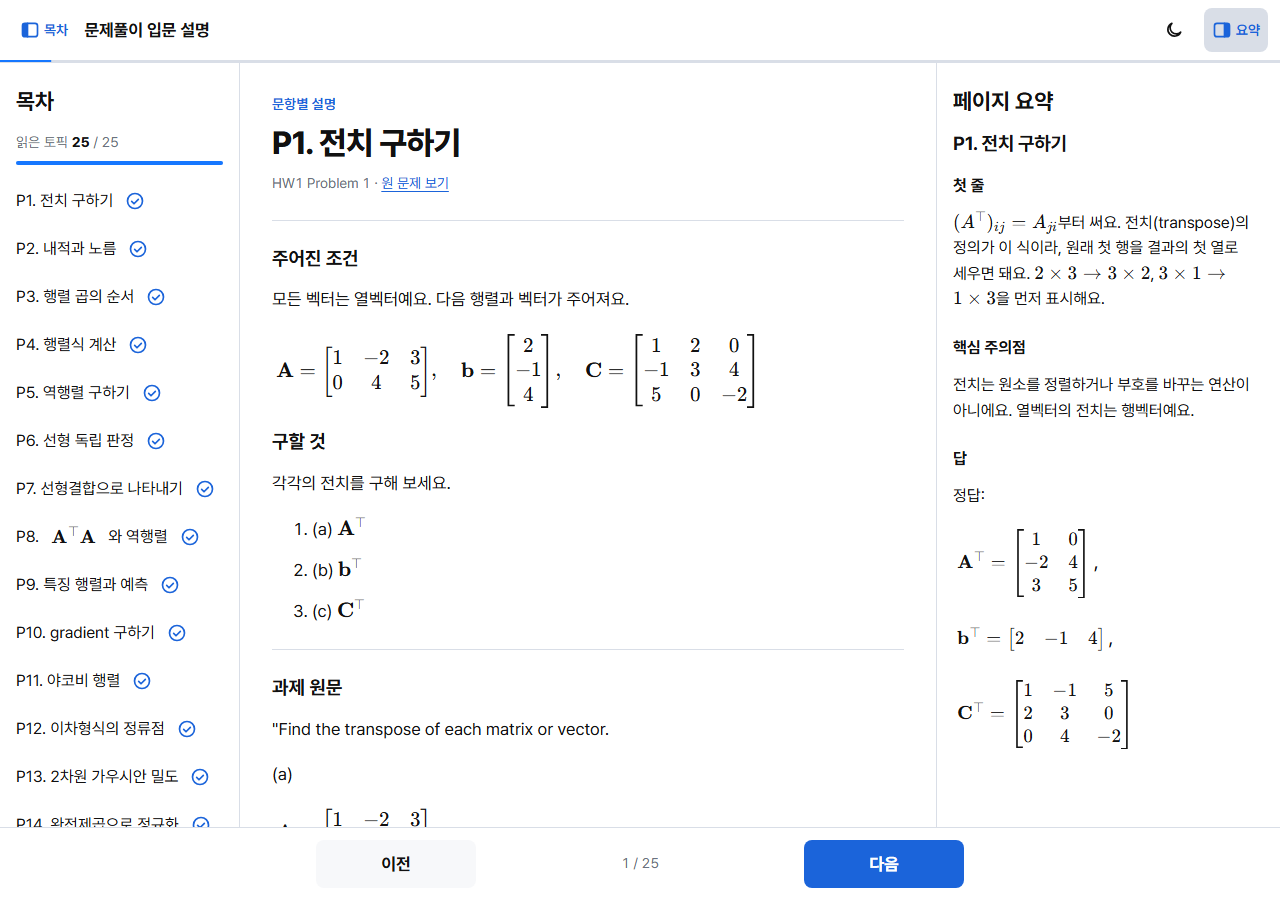 목차 문제풀이 입문 설명 요약
목차
읽은 토픽 25 / 25
P1. 전치 구하기
P2. 내적과 노름
P3. 행렬 곱의 순서
P4. 행렬식 계산
P5. 역행렬 구하기
P6. 선형 독립 판정
P7. 선형결합으로 나타내기
P8. A⊤A 와 역행렬
P9. 특징 행렬과 예측
P10. gradient 구하기
P11. 야코비 행렬
P12. 이차형식의 정류점
P13. 2차원 가우시안 밀도
P14. 완전제곱으로 정규화
문항별 설명
P1. 전치 구하기
HW1 Problem 1 · 원 문제 보기
주어진 조건
모든 벡터는 열벡터예요. 다음 행렬과 벡터가 주어져요.
A = [1 −2 3; 0 4 5], b = [2; −1; 4], C = [1 2 0; −1 3 4; 5 0 −2]
구할 것
각각의 전치를 구해 보세요.
1. (a) A⊤
2. (b) b⊤
3. (c) C⊤
과제 원문
"Find the transpose of each matrix or vector.
(a)
[1 −2 3]
페이지 요약
P1. 전치 구하기
첫 줄
(A⊤)ij = Aji부터 써요. 전치(transpose)의
정의가 이 식이라, 원래 첫 행을 결과의 첫 열로
세우면 돼요. 2 × 3 → 3 × 2, 3 × 1 →
1 × 3을 먼저 표시해요.
핵심 주의점
전치는 원소를 정렬하거나 부호를 바꾸는 연산이
아니에요. 열벡터의 전치는 행벡터예요.
답
정답:
A⊤ = [1 0; −2 4; 3 5],
b⊤ = [2 −1 4],
C⊤ = [1 −1 5; 2 3 0; 0 4 −2]
이전 1 / 25 다음